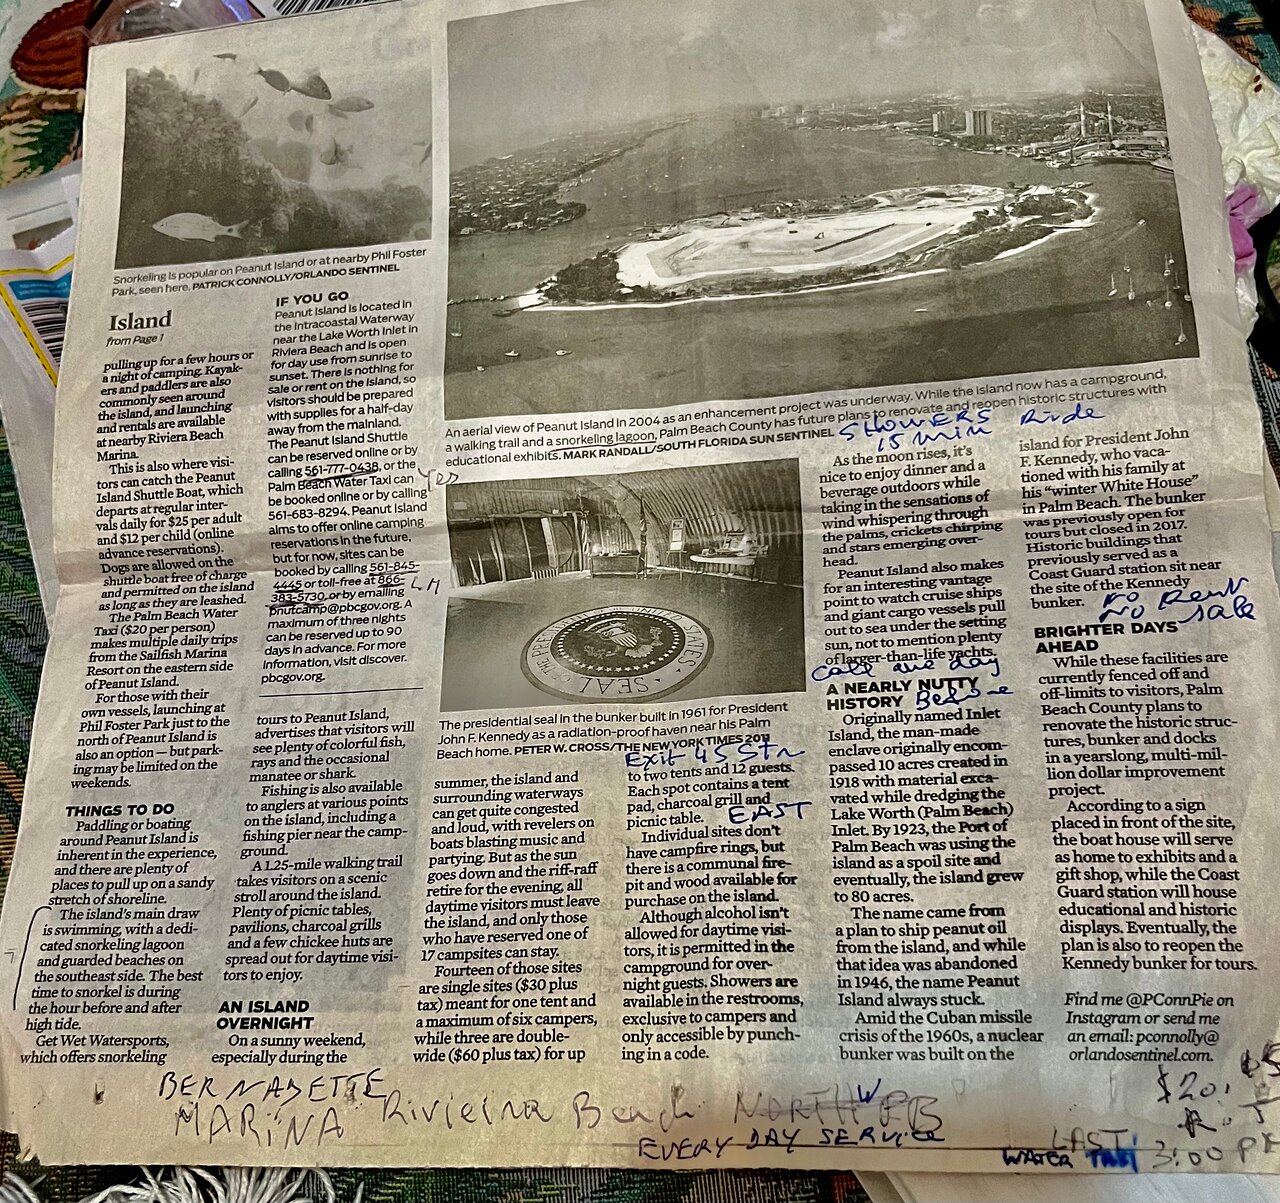 Snorkeling is popular on Peanut Island or at nearby Phil Foster
Park, seen here. PATRICK CONNOLLY/ORLANDO SENTINEL
Island
from Page 1
pulling up for a few hours or
a night of camping. Kayak-
ers and paddlers are also
commonly seen around
the island, and launching
and rentals are available
at nearby Riviera Beach
Marina.
This is also where visi-
tors can catch the Peanut
Island Shuttle Boat, which
departs at regular inter-
vals daily for $25 per adult
and $12 per child (online
advance reservations).
Dogs are allowed on the
shuttle boat free of charge
and permitted on the island
as long as they are leashed.
The Palm Beach Water
Taxi ($20 per person)
makes multiple daily trips
from the Sailfish Marina
Resort on the eastern side
of Peanut Island.
For those with their
own vessels, launching at
Phil Foster Park just to the
north of Peanut Island is
also an option — but park-
ing may be limited on the
weekends.
THINGS TO DO
Paddling or boating
around Peanut Island is
inherent in the experience,
and there are plenty of
places to pull up on a sandy
stretch of shoreline.
The island's main draw
is swimming, with a dedi-
cated snorkeling lagoon
and guarded beaches on
the southeast side. The best
time to snorkel is during
the hour before and after
high tide.
Get Wet Watersports,
which offers snorkeling
IF YOU GO
Peanut Island is located in
the Intracoastal Waterway
near the Lake Worth Inlet in
Riviera Beach and is open
for day use from sunrise to
sunset. There is nothing for
sale or rent on the island, so
visitors should be prepared
with supplies for a half-day
away from the mainland.
The Peanut Island Shuttle
can be reserved online or by
calling 561-777-0438, or the
Palm Beach Water Taxi can
be booked online or by calling
561-683-8294. Peanut Island
aims to offer online camping
reservations in the future,
but for now, sites can be
booked by calling 561-845-
4445 or toll-free at 866-
383-5730, or by emailing
pnutcamp@pbcgov.org. A
maximum of three nights
can be reserved up to 90
days in advance. For more
information, visit discover.
pbcgov.org.
Yes
LM
tours to Peanut Island,
advertises that visitors will
see plenty of colorful fish,
rays and the occasional
manatee or shark.
Fishing is also available
to anglers at various points
on the island, including a
fishing pier near the camp-
ground.
A 1.25-mile walking trail
takes visitors on a scenic
stroll around the island.
Plenty of picnic tables,
pavilions, charcoal grills
and a few chickee huts are
spread out for daytime visi-
tors to enjoy.
AN ISLAND
OVERNIGHT
On a sunny weekend,
especially during the
An aerial view of Peanut Island in 2004 as an enhancement project was underway. While the island now has a campground,
a walking trail and a snorkeling lagoon, Palm Beach County has future plans to renovate and reopen historic structures with
educational exhibits. MARK RANDALL/SOUTH FLORIDA SUN SENTINEL
SHOWERS
15 min Ride
The presidential seal in the bunker built in 1961 for President
John F. Kennedy as a radiation-proof haven near his Palm
Beach home. PETER W. CROSS/THE NEW YORK TIMES 2011
summer, the island and
surrounding waterways
can get quite congested
and loud, with revelers on
boats blasting music and
partying. But as the sun
goes down and the riff-raff
retire for the evening, all
daytime visitors must leave
the island, and only those
who have reserved one of
17 campsites can stay.
Fourteen of those sites
are single sites ($30 plus
tax) meant for one tent and
a maximum of six campers,
while three are double-
wide ($60 plus tax) for up
Exit 45 Str
to two tents and 12 guests.
Each spot contains a tent
pad, charcoal grill and
picnic table.
EAST
Individual sites don't
have campfire rings, but
there is a communal fire-
pit and wood available for
purchase on the island.
Although alcohol isn't
allowed for daytime visi-
tors, it is permitted in the
campground for over-
night guests. Showers are
available in the restrooms,
exclusive to campers and
only accessible by punch-
ing in a code.
As the moon rises, it's
nice to enjoy dinner and a
beverage outdoors while
taking in the sensations of
wind whispering through
the palms, crickets chirping
and stars emerging over-
head.
Peanut Island also makes
for an interesting vantage
point to watch cruise ships
and giant cargo vessels pull
out to sea under the setting
sun, not to mention plenty
of larger-than-life yachts.
Call one day
Before
A NEARLY NUTTY
HISTORY
Originally named Inlet
Island, the man-made
enclave originally encom-
passed 10 acres created in
1918 with material exca-
vated while dredging the
Lake Worth (Palm Beach)
Inlet. By 1923, the Port of
Palm Beach was using the
island as a spoil site and
eventually, the island grew
to 80 acres.
The name came from
a plan to ship peanut oil
from the island, and while
that idea was abandoned
in 1946, the name Peanut
Island always stuck.
Amid the Cuban missile
crisis of the 1960s, a nuclear
bunker was built on the
island for President John
F. Kennedy, who vaca-
tioned with his family at
his "winter White House"
in Palm Beach. The bunker
was previously open for
tours but closed in 2017.
Historic buildings that
previously served as a
Coast Guard station sit near
the site of the Kennedy
bunker.
No Rent
No Sale
BRIGHTER DAYS
AHEAD
While these facilities are
currently fenced off and
off-limits to visitors, Palm
Beach County plans to
renovate the historic struc-
tures, bunker and docks
in a yearslong, multi-mil-
lion dollar improvement
project.
According to a sign
placed in front of the site,
the boat house will serve
as home to exhibits and a
gift shop, while the Coast
Guard station will house
educational and historic
displays. Eventually, the
plan is also to reopen the
Kennedy bunker for tours.
Find me @PConnPie on
Instagram or send me
an email: pconnolly@
orlandosentinel.com.
BERNADETTE
MARINA Rivieina Beach NORTH
EVERY DAY SERVICE
$20.
LAST
WATER TAXI 3:00 P